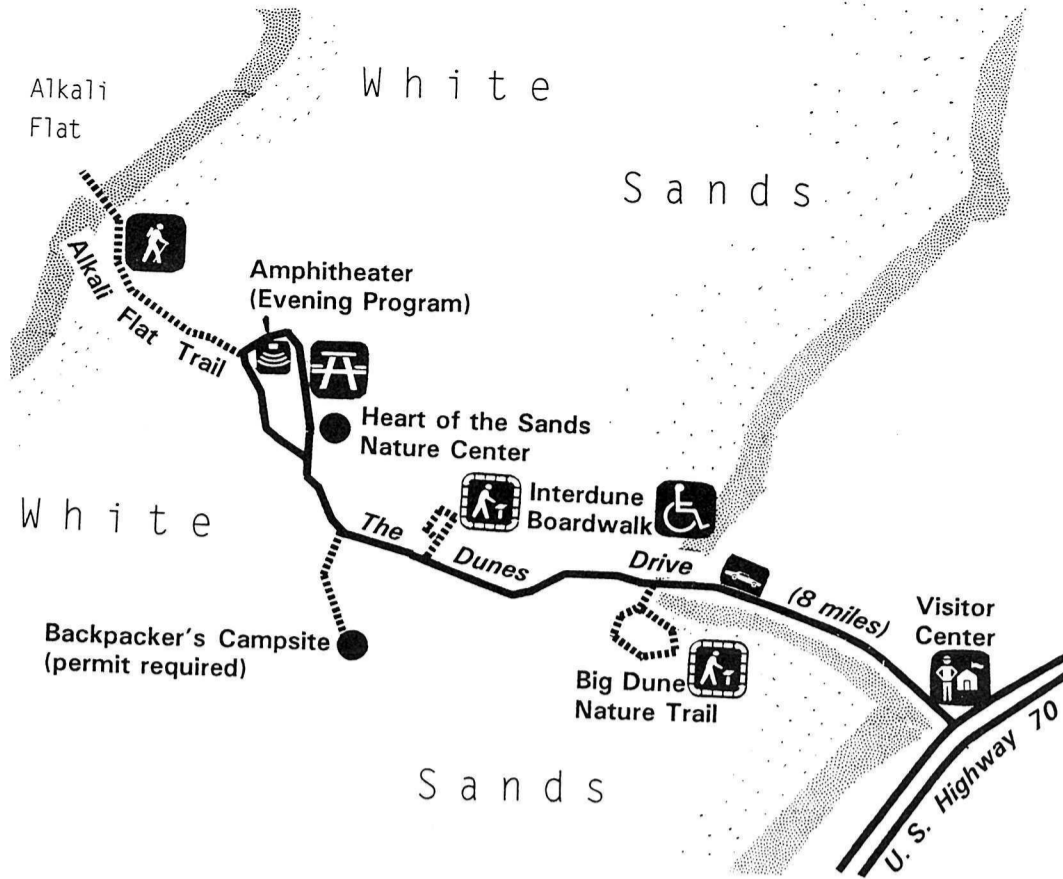 Alkali
Flat
White
Sands
Alkali Flat Trail
Amphitheater
(Evening Program)
Heart of the Sands
Nature Center
White
Interdune
Boardwalk
The Dunes Drive (8 miles)
Visitor
Center
Backpacker's Campsite
(permit required)
Big Dune
Nature Trail
Sands
U. S. Highway 70